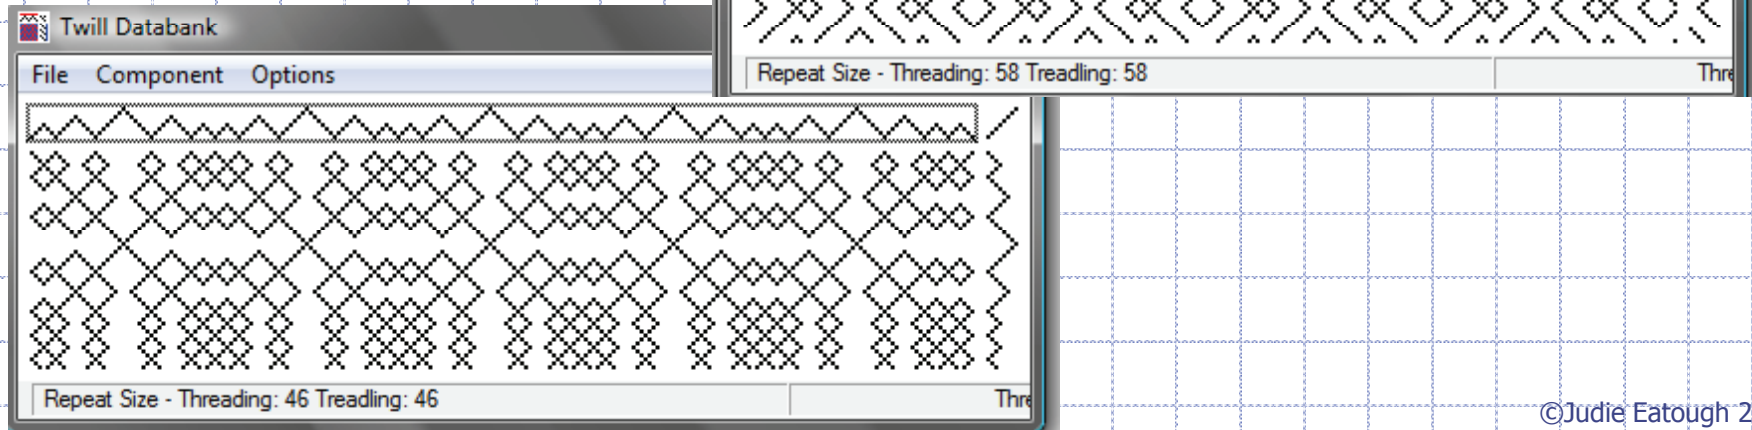 Twill Databank
File Component Options
Repeat Size - Threading: 58 Treadling: 58
Repeat Size - Threading: 46 Treadling: 46
©Judie Eatough 2